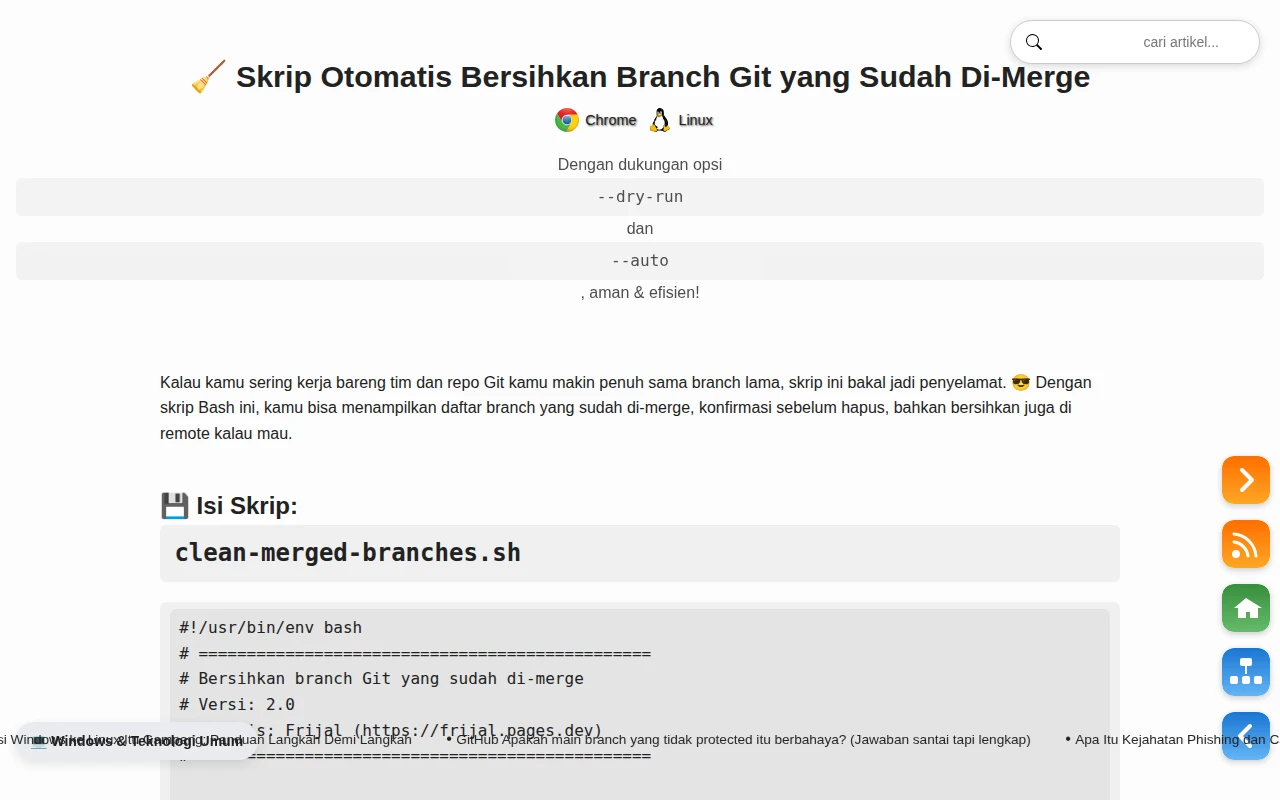 cari artikel...
🧹 Skrip Otomatis Bersihkan Branch Git yang Sudah Di-Merge
Chrome Linux
Dengan dukungan opsi
--dry-run
dan
--auto
, aman & efisien!
Kalau kamu sering kerja bareng tim dan repo Git kamu makin penuh sama branch lama, skrip ini bakal jadi penyelamat. 😎 Dengan
skrip Bash ini, kamu bisa menampilkan daftar branch yang sudah di-merge, konfirmasi sebelum hapus, bahkan bersihkan juga di
remote kalau mau.
💾 Isi Skrip:
clean-merged-branches.sh
#!/usr/bin/env bash
# ===============================================
# Bersihkan branch Git yang sudah di-merge
# Versi: 2.0
s: Frijal (https://frijal.pages.dev)
💻 Windows & Teknologi Umum
si Windows ke Linux Itu Gampang: Panduan Langkah Demi Langkah • GitHub Apakah main branch yang tidak protected itu berbahaya? (Jawaban santai tapi lengkap) • Apa Itu Kejahatan Phishing dan C
# ===============================================